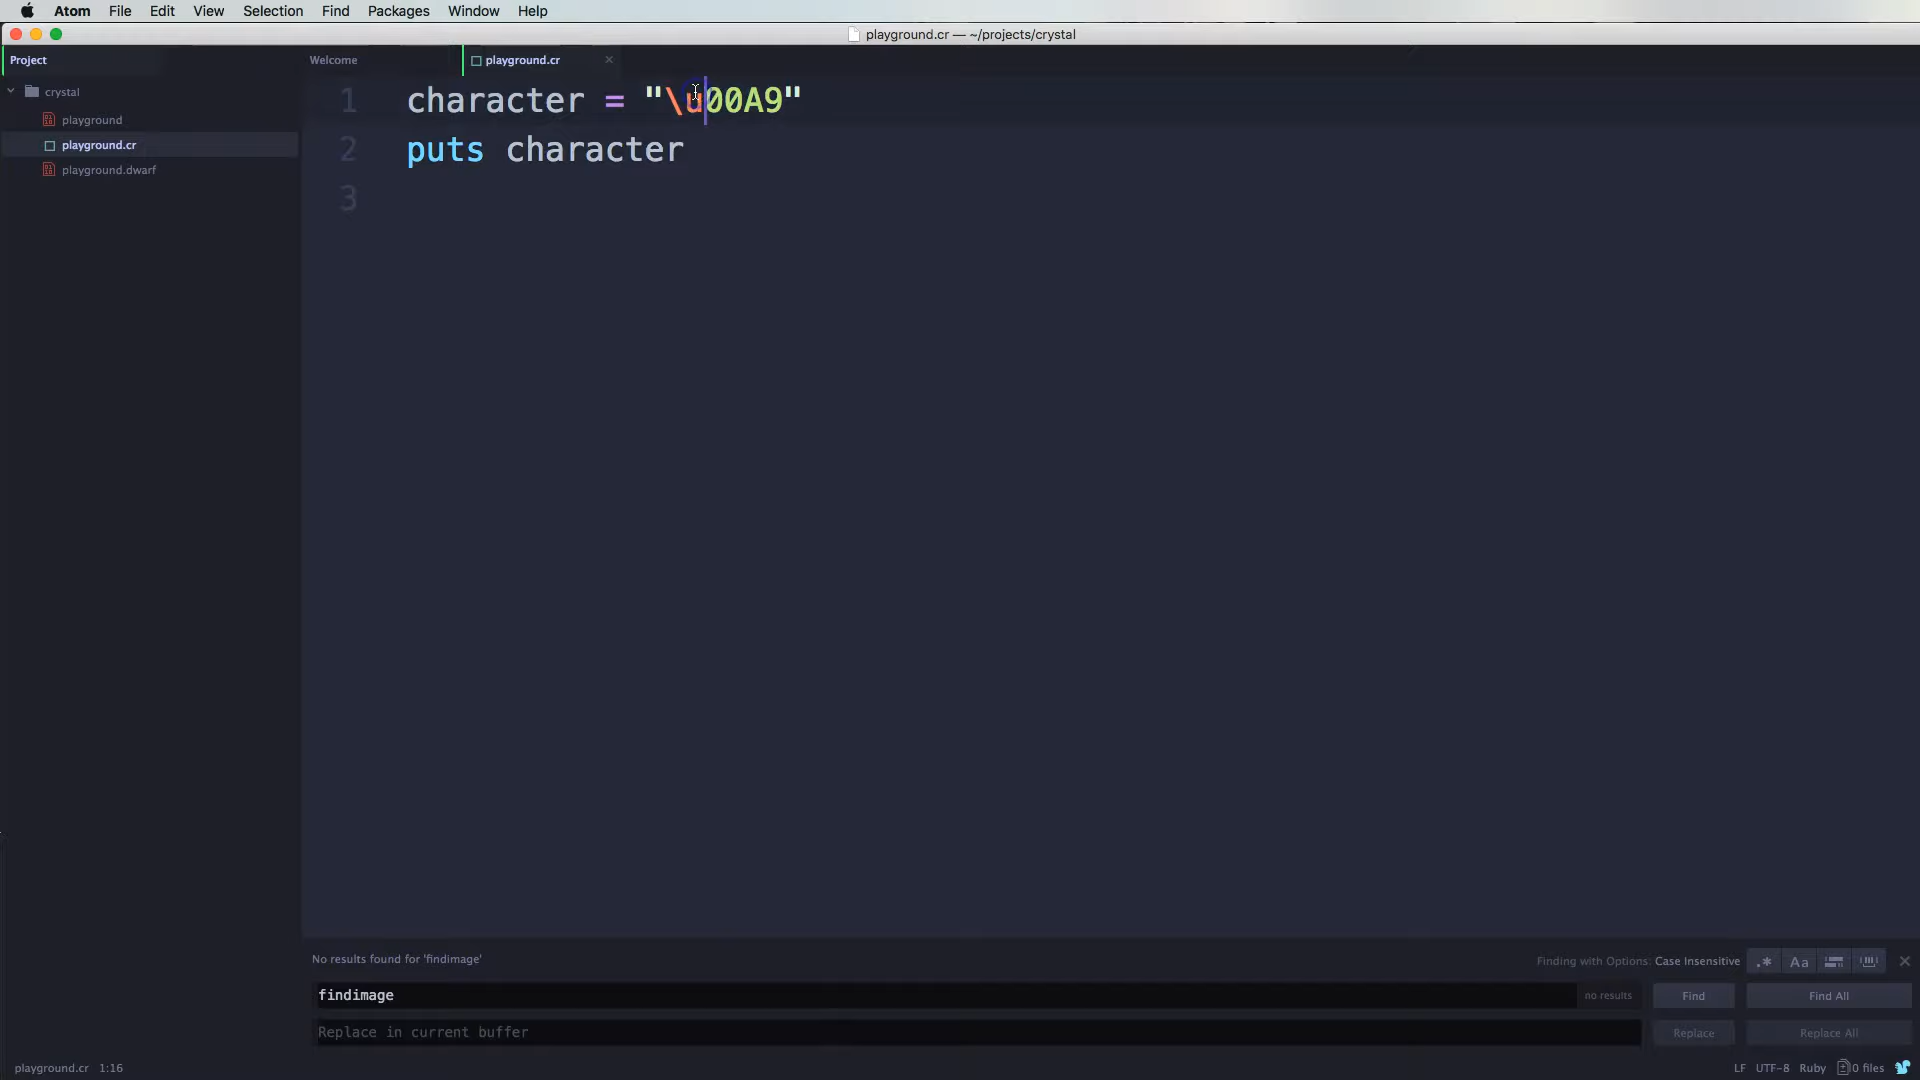 Atom File Edit View Selection Find Packages Window Help
playground.cr — ~/projects/crystal
Project
Welcome
playground.cr
crystal
playground
playground.cr
playground.dwarf
1 character = "\u00A9"
2 puts character
3
No results found for 'findimage'
Finding with Options: Case Insensitive
.* Aa
findimage
no results
Find
Find All
Replace in current buffer
Replace
Replace All
playground.cr 1:16
LF UTF-8 Ruby 0 files